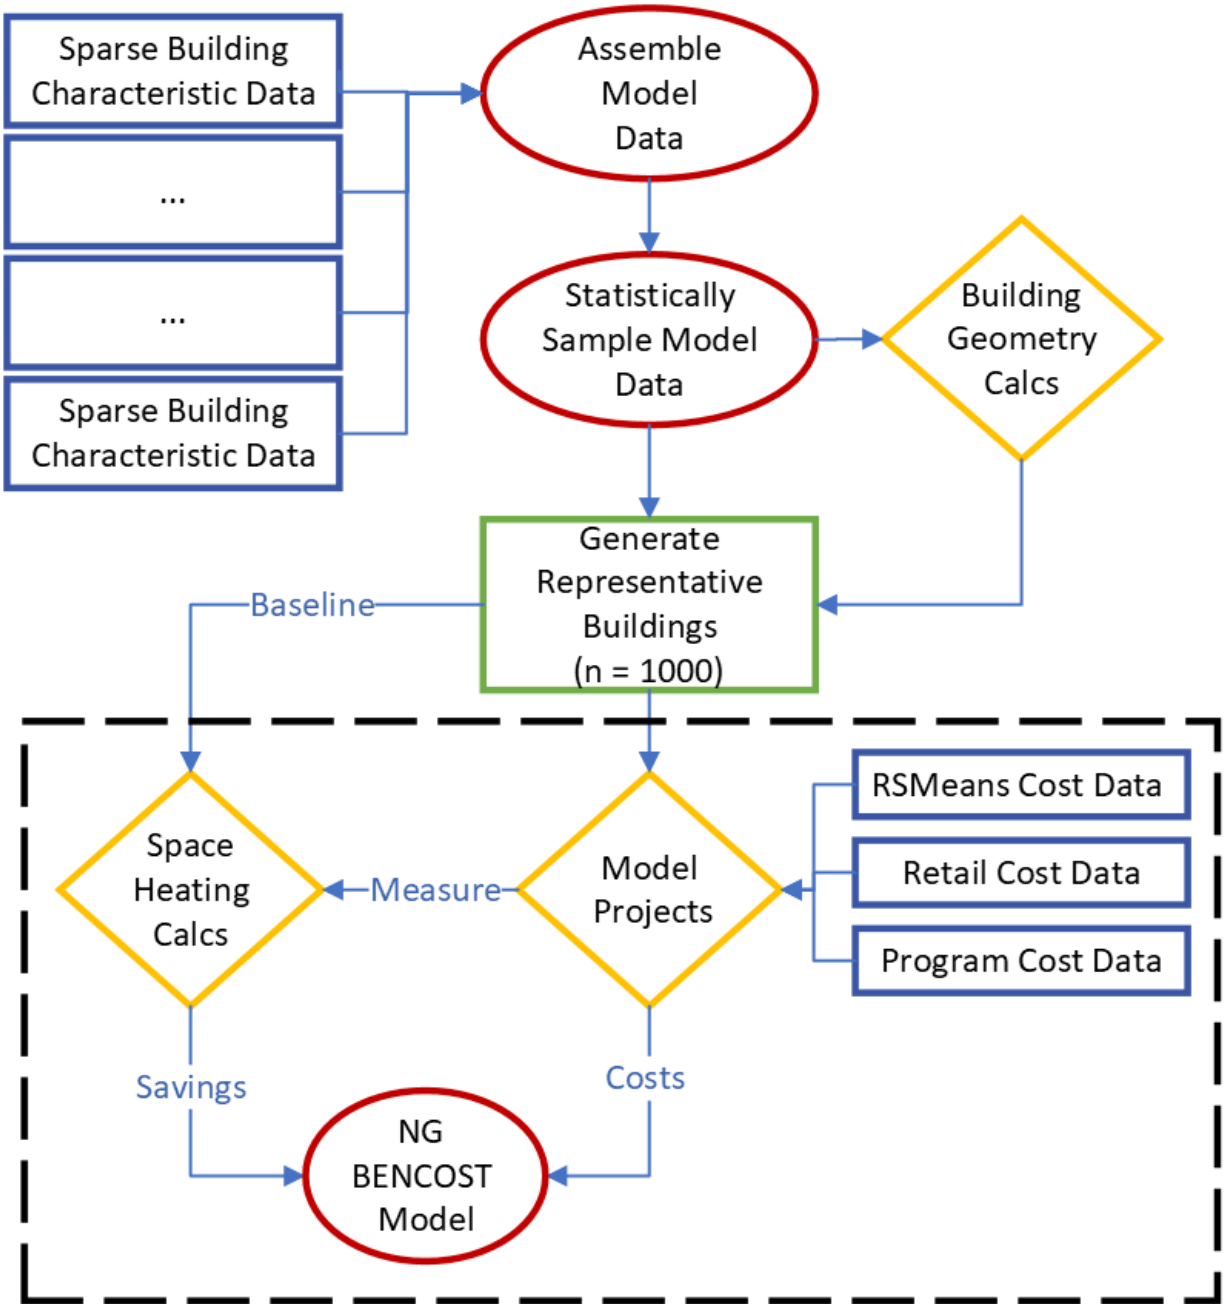 Sparse Building
Characteristic Data
...
...
Sparse Building
Characteristic Data
Assemble
Model
Data
Statistically
Sample Model
Data
Building
Geometry
Calcs
Generate
Representative
Buildings
(n = 1000)
Baseline
Space
Heating
Calcs
Measure
Model
Projects
RSMeans Cost Data
Retail Cost Data
Program Cost Data
Savings
Costs
NG
BENCOST
Model